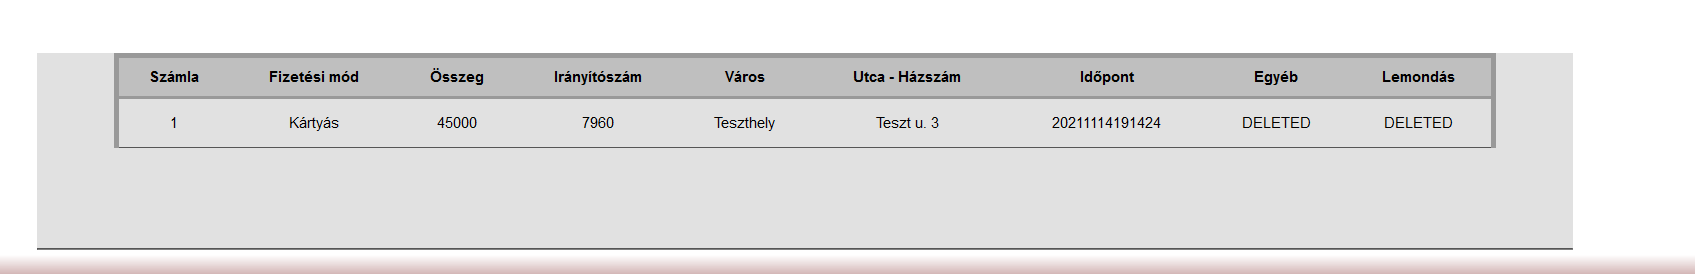 Számla Fizetési mód Összeg Irányítószám Város Utca - Házszám Időpont Egyéb Lemondás
1 Kártyás 45000 7960 Teszthely Teszt u. 3 20211114191424 DELETED DELETED